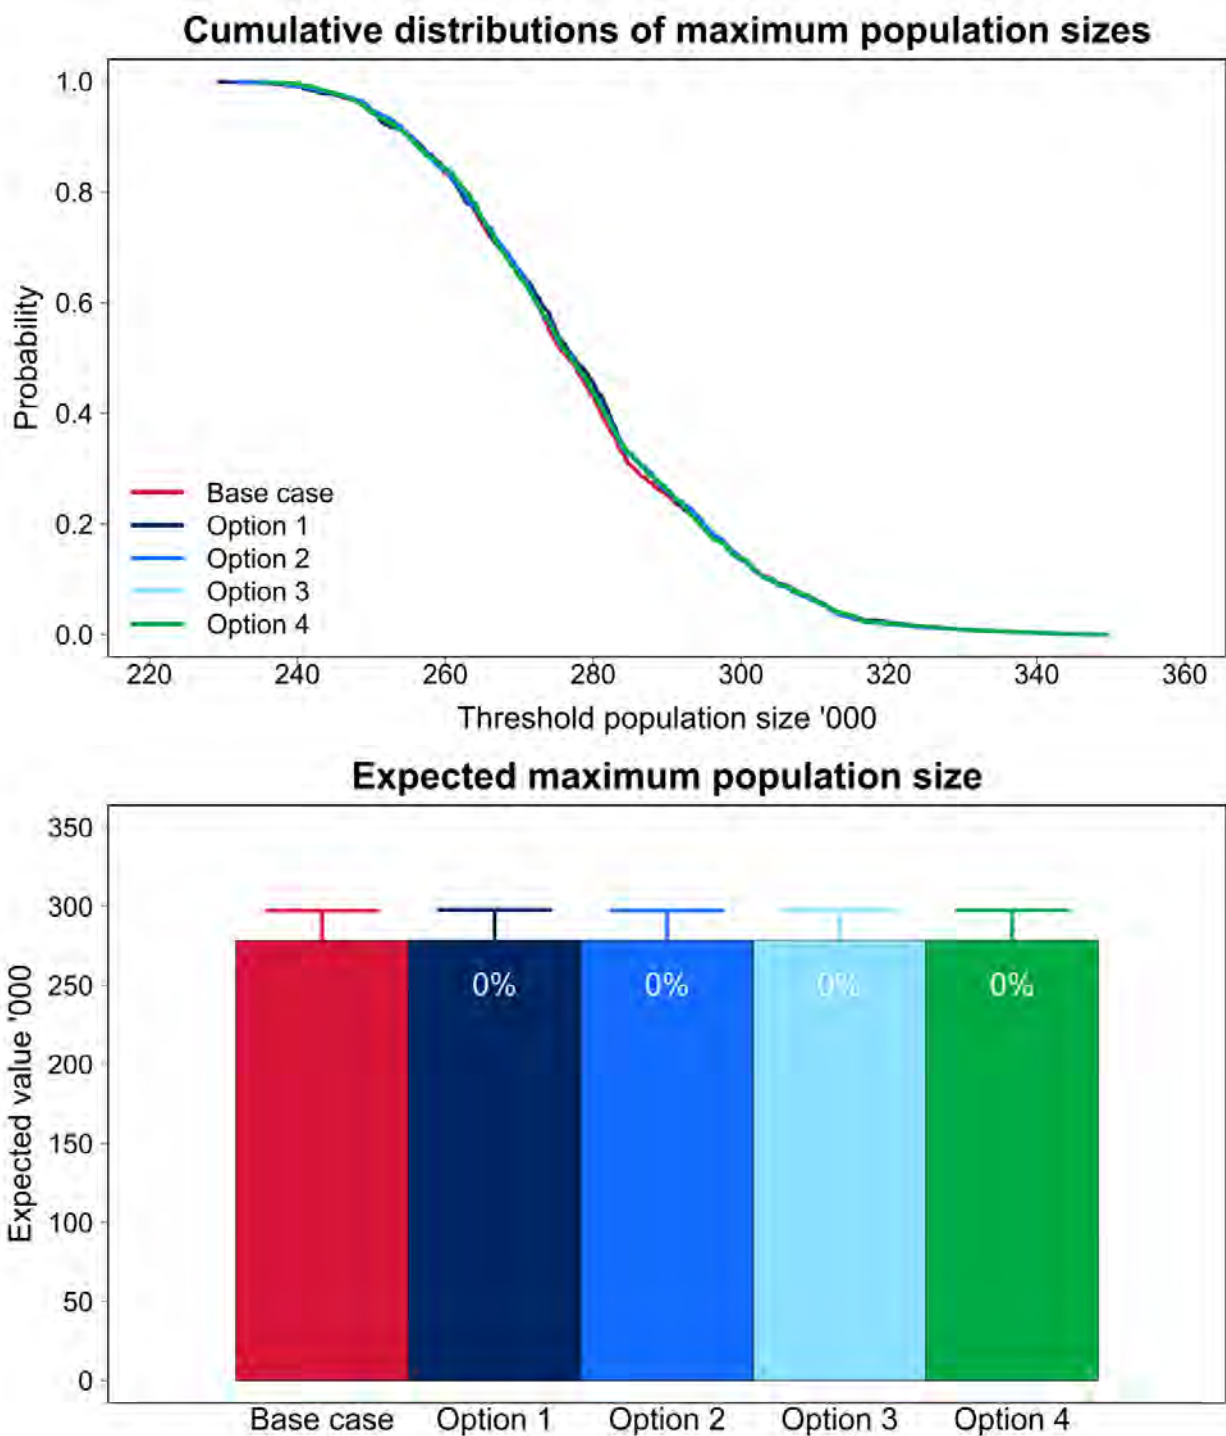 Cumulative distributions of maximum population sizes
1.0
0.8
0.6
0.4
0.2
0.0
Probability
Base case
Option 1
Option 2
Option 3
Option 4
220 240 260 280 300 320 340 360
Threshold population size '000
Expected maximum population size
350
300
250
200
150
100
50
0
Expected value '000
0% 0% 0% 0%
Base case Option 1 Option 2 Option 3 Option 4